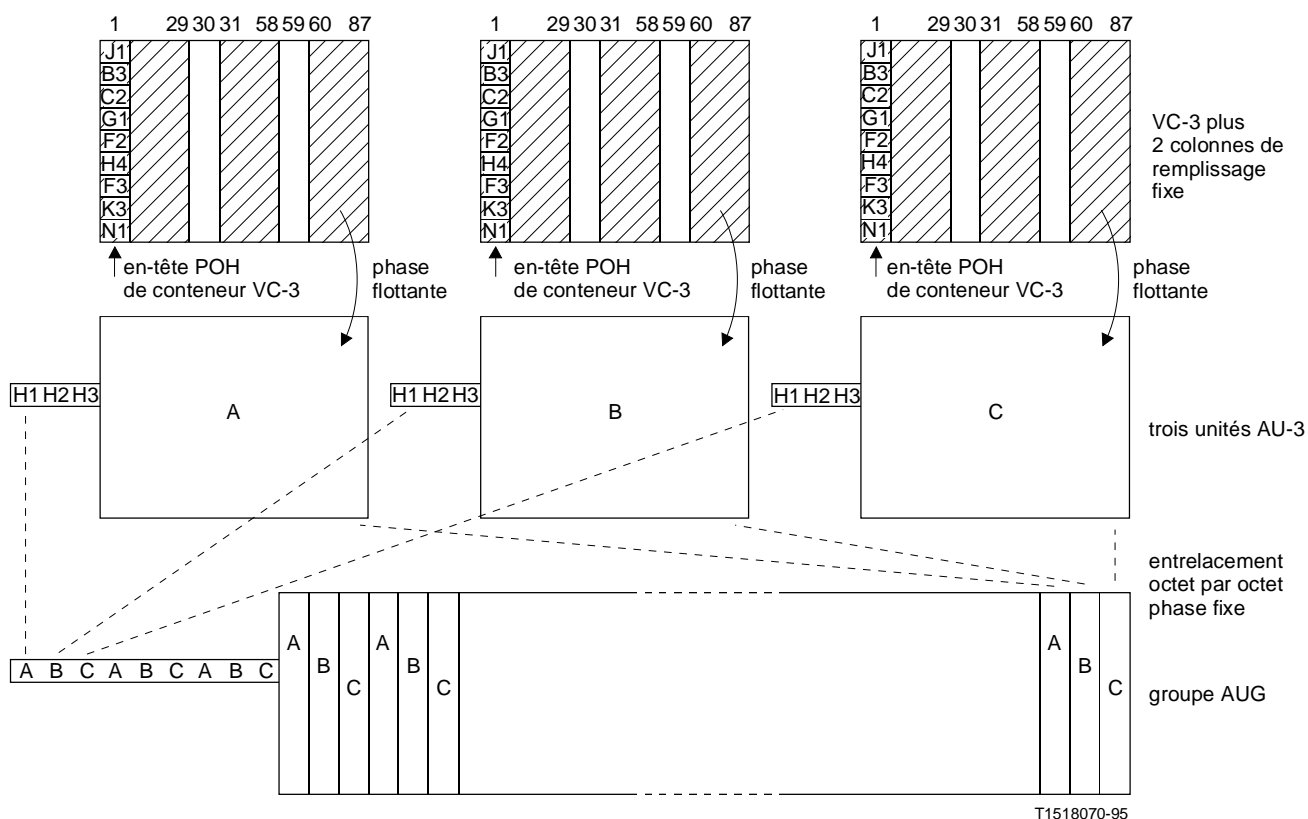 1 29 30 31 58 59 60 87
1 29 30 31 58 59 60 87
1 29 30 31 58 59 60 87
J1
B3
C2
G1
F2
H4
F3
K3
N1
J1
B3
C2
G1
F2
H4
F3
K3
N1
J1
B3
C2
G1
F2
H4
F3
K3
N1
VC-3 plus
2 colonnes de
remplissage
fixe
en-tête POH
de conteneur VC-3
phase
flottante
en-tête POH
de conteneur VC-3
phase
flottante
en-tête POH
de conteneur VC-3
phase
flottante
H1 H2 H3
A
H1 H2 H3
B
H1 H2 H3
C
trois unités AU-3
entrelacement
octet par octet
phase fixe
A B C A B C A B C
A
B
C
A
B
C
A
B
C
groupe AUG
T1518070-95